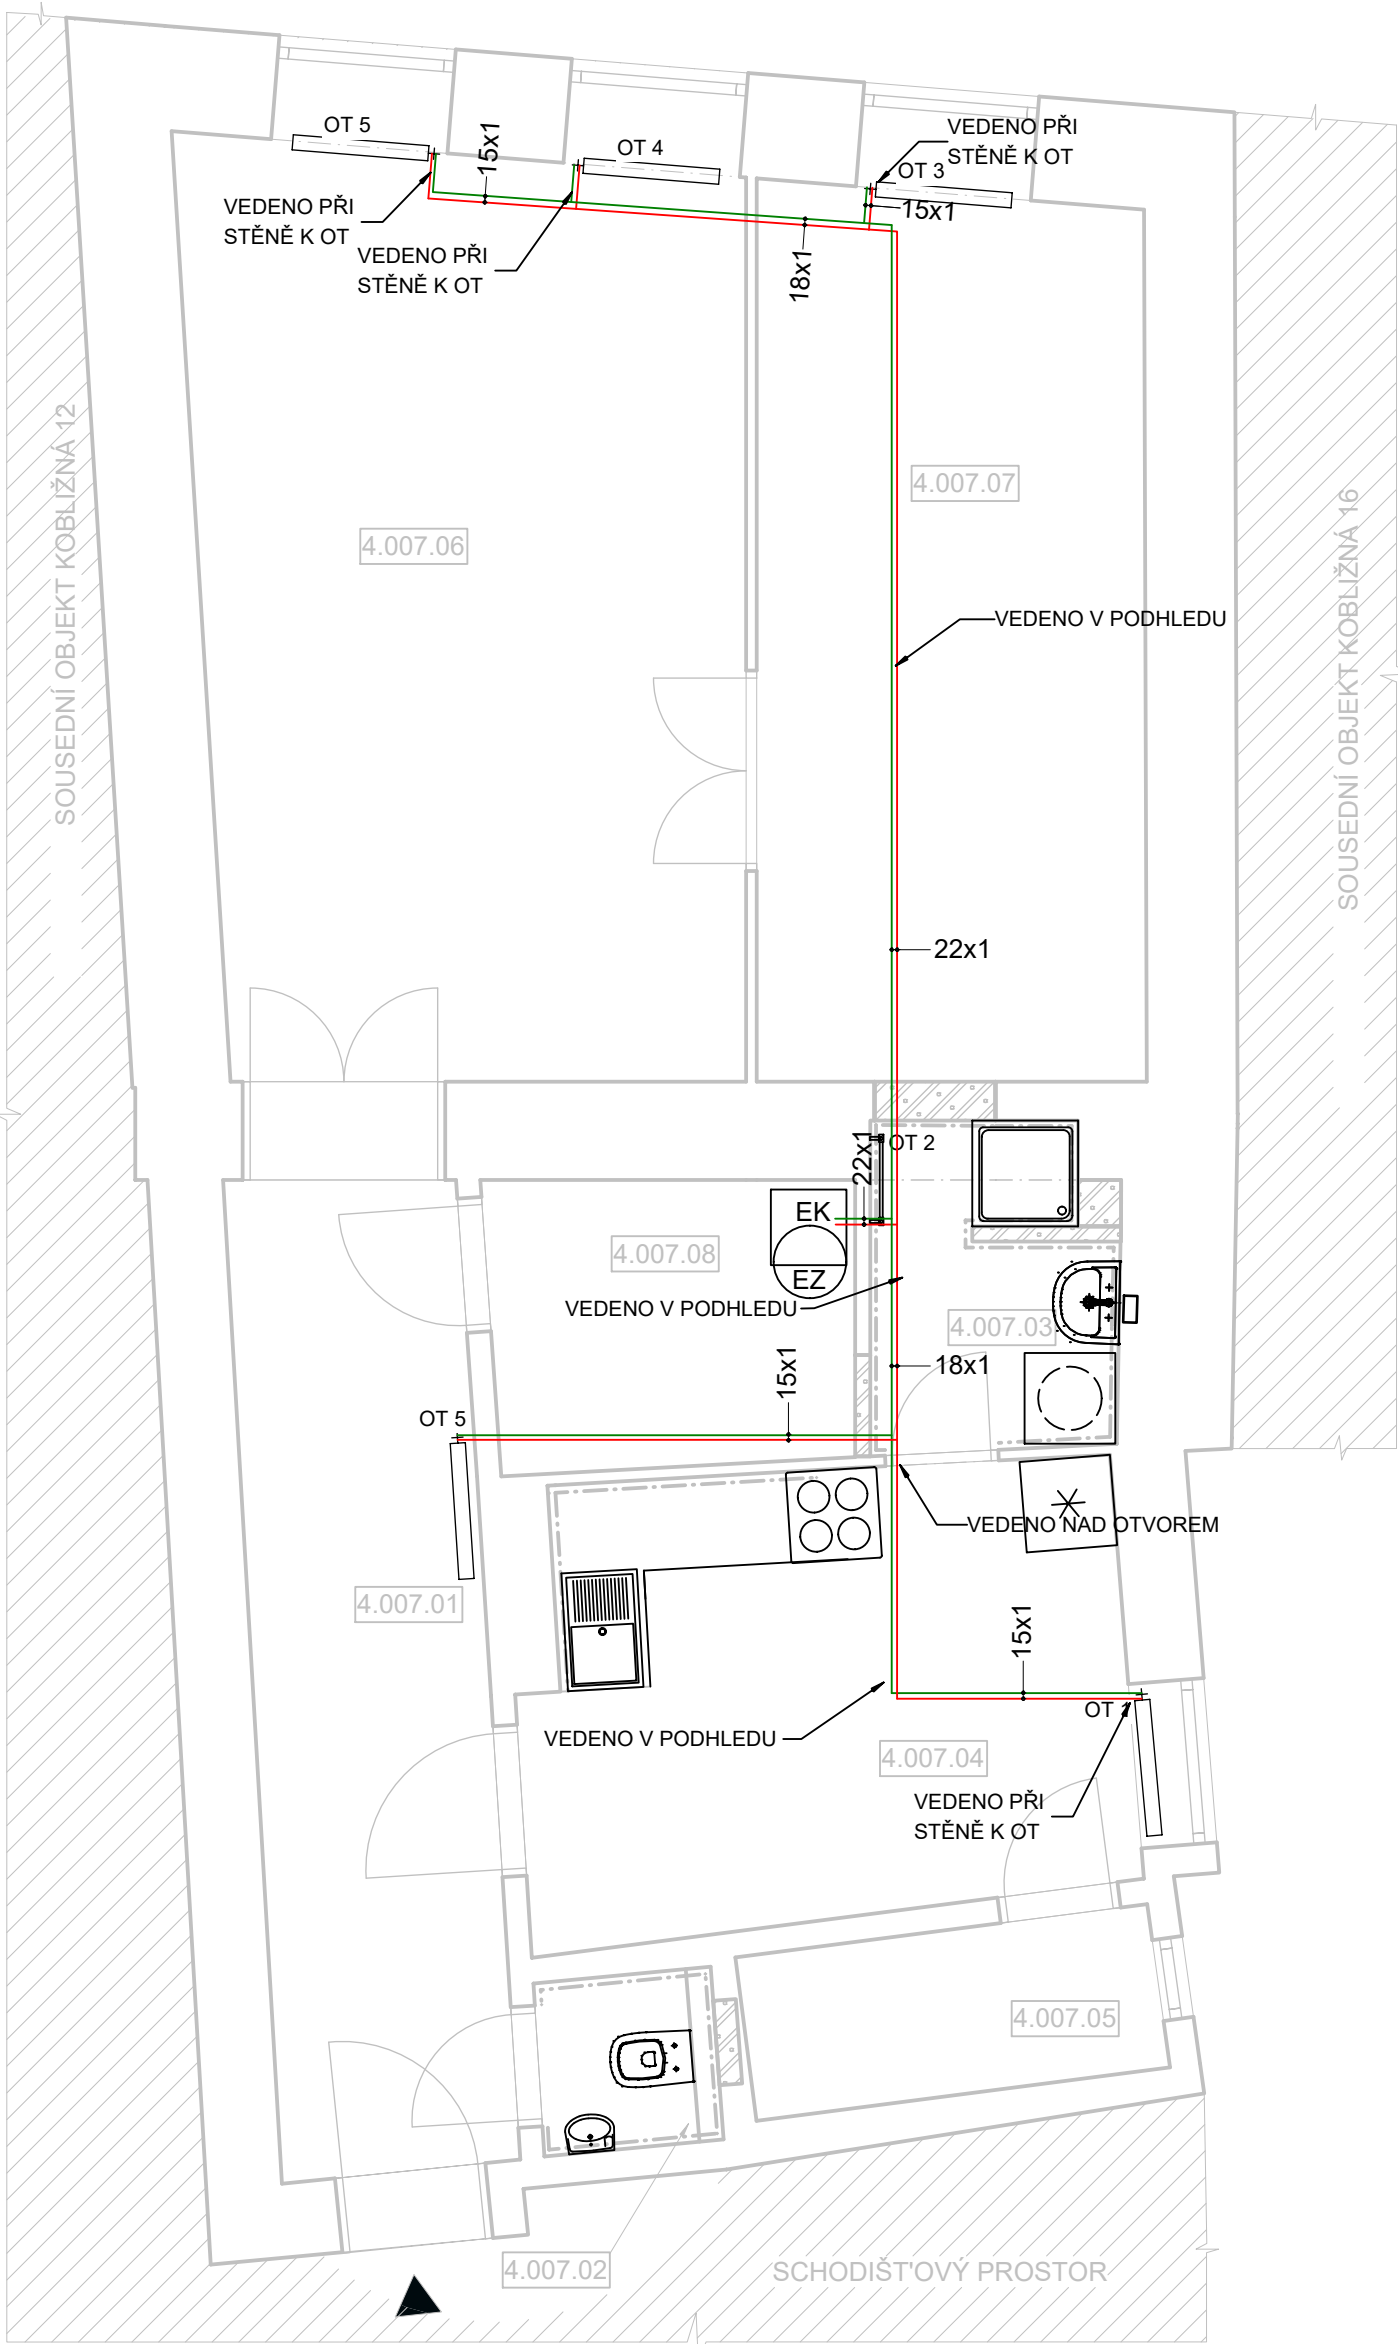 OT 5
15x1
OT 4
VEDENO PŘI
STĚNĚ K OT
OT 3
15x1
VEDENO PŘI
STĚNĚ K OT
VEDENO PŘI
STĚNĚ K OT
18x1
SOUSEDNÍ OBJEKT KOBLIŽNÁ 12
4.007.06
4.007.07
SOUSEDNÍ OBJEKT KOBLIŽNÁ 16
VEDENO V PODHLEDU
22x1
22x1
OT 2
EK
EZ
4.007.08
VEDENO V PODHLEDU
4.007.03
15x1
18x1
OT 5
VEDENO NAD OTVOREM
4.007.01
15x1
OT 1
VEDENO V PODHLEDU
4.007.04
VEDENO PŘI
STĚNĚ K OT
4.007.05
4.007.02
SCHODIŠŤOVÝ PROSTOR